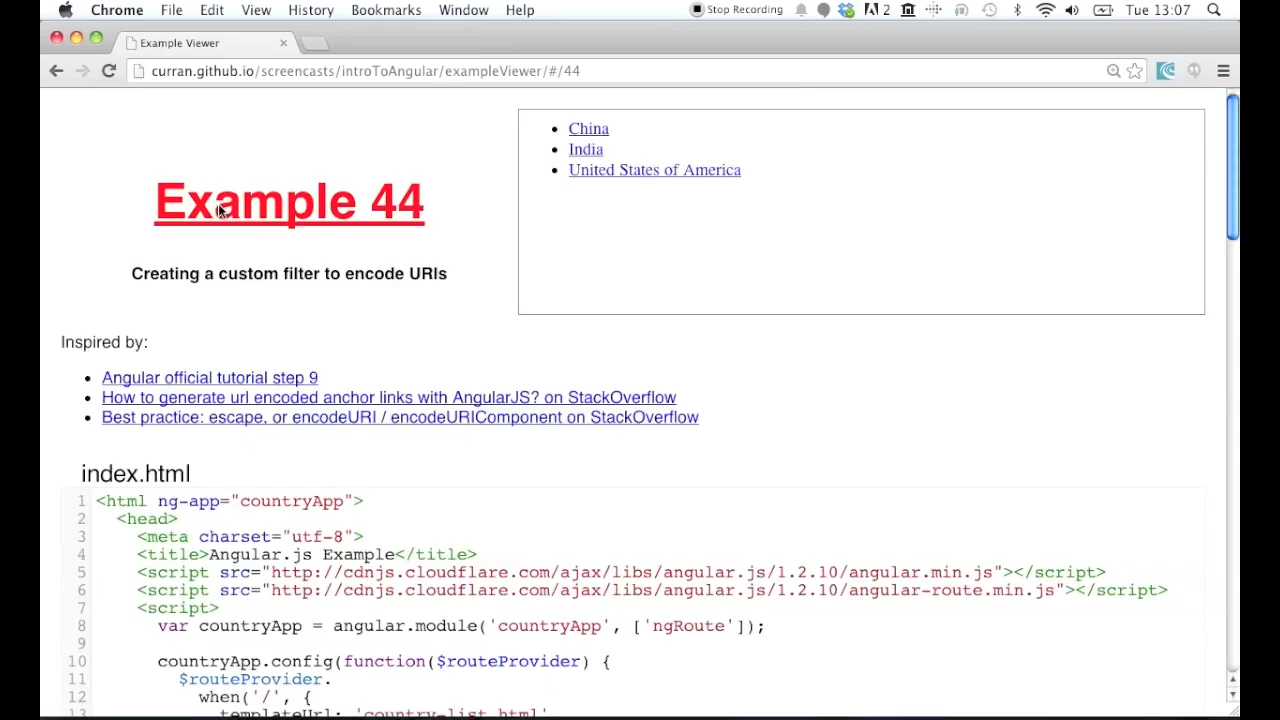 Chrome File Edit View History Bookmarks Window Help Stop Recording 2 Tue 13:07
Example Viewer
curran.github.io/screencasts/introToAngular/exampleViewer/#/44
China
India
United States of America
Example 44
Creating a custom filter to encode URIs
Inspired by:
Angular official tutorial step 9
How to generate url encoded anchor links with AngularJS? on StackOverflow
Best practice: escape, or encodeURI / encodeURIComponent on StackOverflow
index.html
1 <html ng-app="countryApp">
2 <head>
3 <meta charset="utf-8">
4 <title>Angular.js Example</title>
5 <script src="http://cdnjs.cloudflare.com/ajax/libs/angular.js/1.2.10/angular.min.js"></script>
6 <script src="http://cdnjs.cloudflare.com/ajax/libs/angular.js/1.2.10/angular-route.min.js"></script>
7 <script>
8 var countryApp = angular.module('countryApp', ['ngRoute']);
9
10 countryApp.config(function($routeProvider) {
11 $routeProvider.
12 when('/', {
13 templateUrl: 'country-list.html'